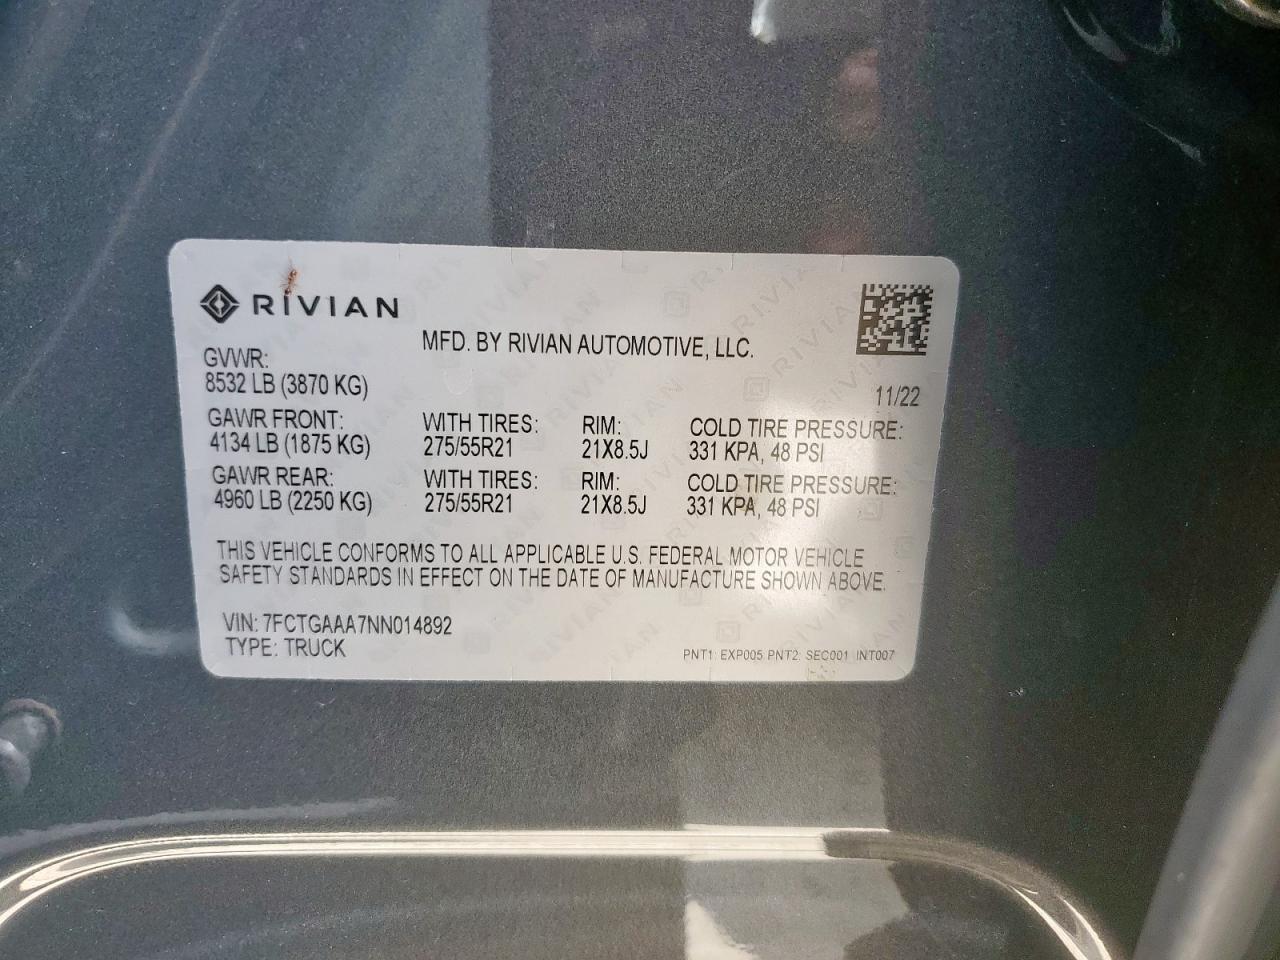 RIVIAN
MFD. BY RIVIAN AUTOMOTIVE, LLC.
GVWR:
8532 LB (3870 KG)
11/22
GAWR FRONT: WITH TIRES: RIM: COLD TIRE PRESSURE:
4134 LB (1875 KG) 275/55R21 21X8.5J 331 KPA, 48 PSI
GAWR REAR: WITH TIRES: RIM: COLD TIRE PRESSURE:
4960 LB (2250 KG) 275/55R21 21X8.5J 331 KPA, 48 PSI
THIS VEHICLE CONFORMS TO ALL APPLICABLE U.S. FEDERAL MOTOR VEHICLE
SAFETY STANDARDS IN EFFECT ON THE DATE OF MANUFACTURE SHOWN ABOVE.
VIN: 7FCTGAAA7NN014892
TYPE: TRUCK
PNT1: EXP005 PNT2: SEC001 INT007